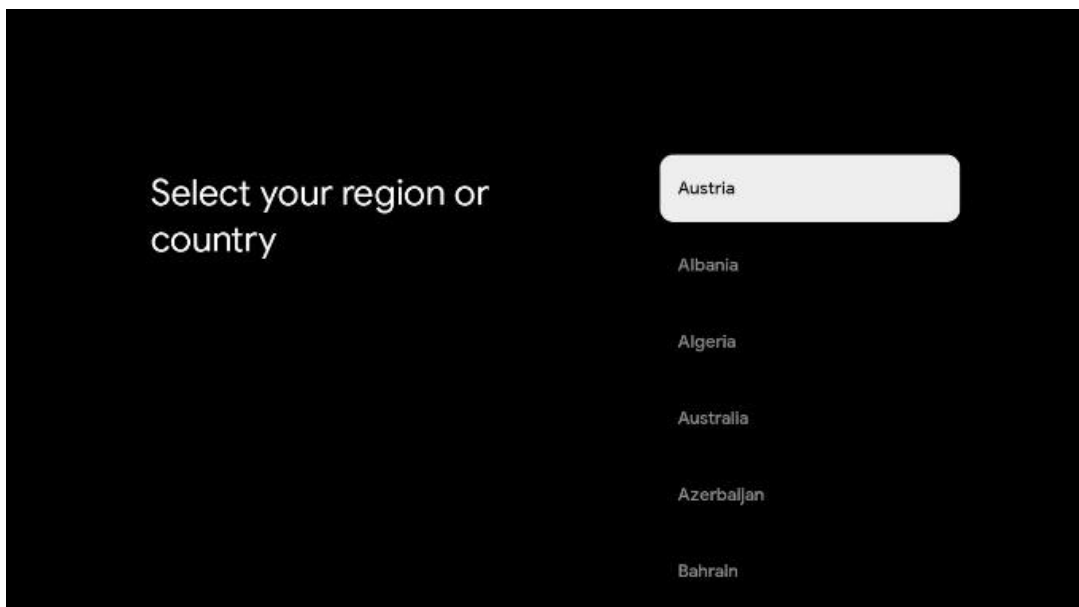 Select your region or
country
Austria
Albania
Algeria
Australia
Azerbaijan
Bahrain